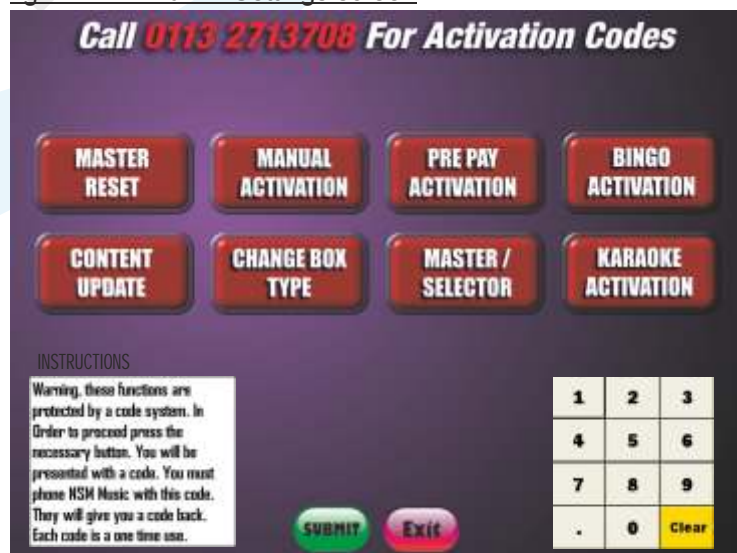 Call 0113 2713708 For Activation Codes
MASTER
RESET
MANUAL
ACTIVATION
PRE PAY
ACTIVATION
BINGO
ACTIVATION
CONTENT
UPDATE
CHANGE BOX
TYPE
MASTER /
SELECTOR
KARAOKE
ACTIVATION
INSTRUCTIONS
Warning, these functions are
protected by a code system. In
Order to proceed press the
necessary button. You will be
presented with a code. You must
phone NSM Music with this code.
They will give you a code back.
Each code is a one time use.
SUBMIT
Exit
1 2 3
4 5 6
7 8 9
. 0 Clear